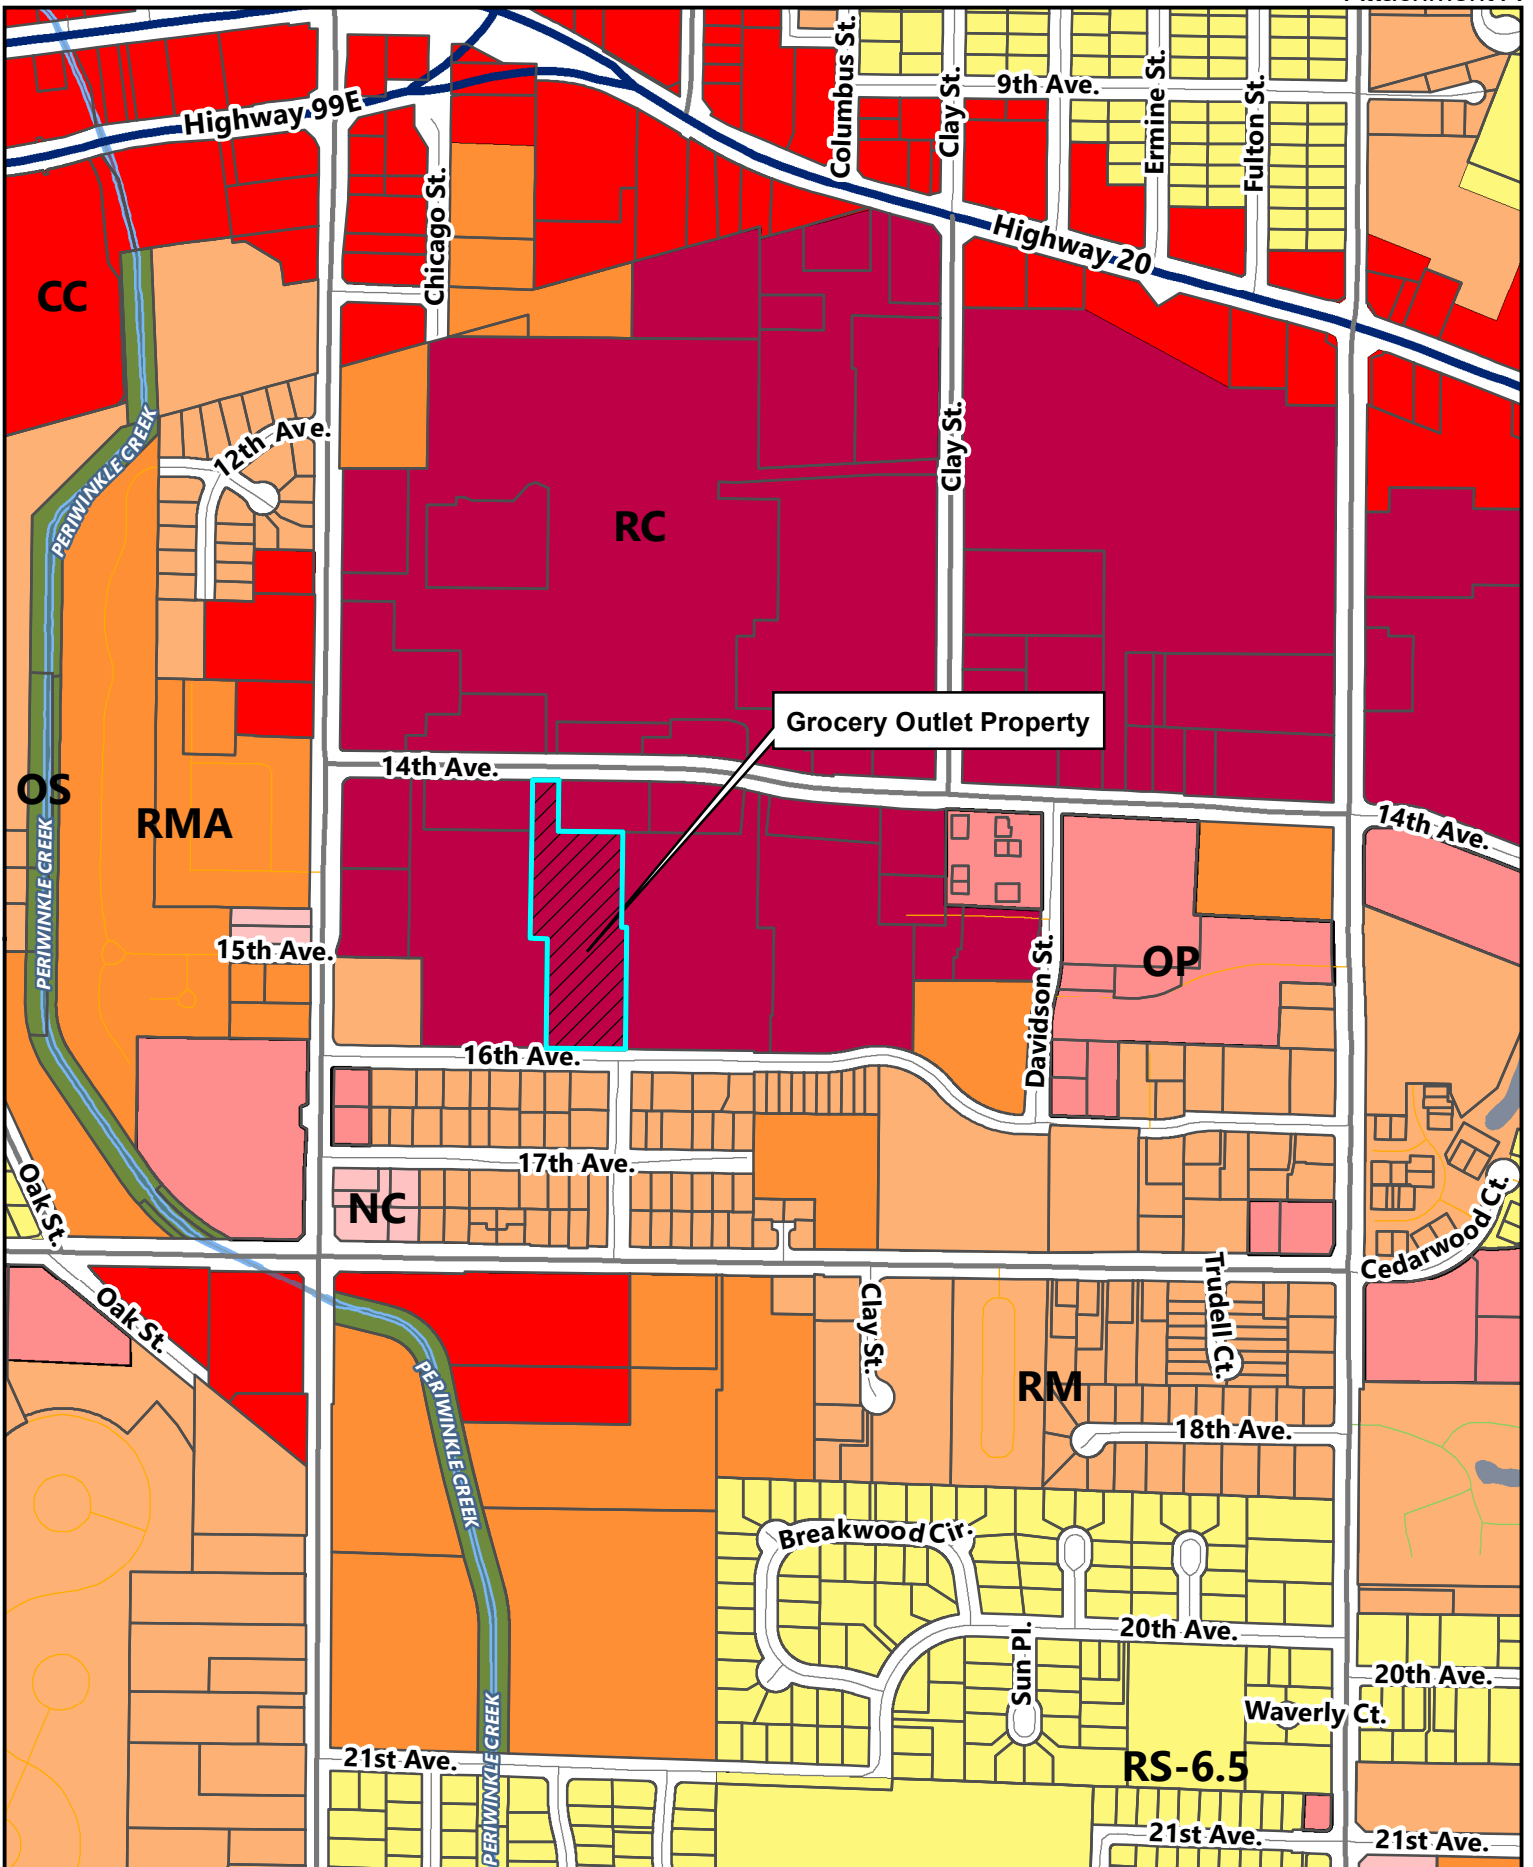 Columbus St.
Clay St.
9th Ave.
Ermine St.
Fulton St.
Highway 99E
Chicago St.
Highway 20
CC
PERIWINKLE CREEK
12th Ave.
Clay St.
RC
Grocery Outlet Property
14th Ave.
OS
RMA
14th Ave.
PERIWINKLE CREEK
15th Ave.
OP
Davidson St.
16th Ave.
17th Ave.
Oak St.
NC
Cedarwood Ct.
Oak St.
Clay St.
Trudell Ct.
RM
PERIWINKLE CREEK
18th Ave.
Breakwood Cir.
20th Ave.
Sun Pl.
20th Ave.
Waverly Ct.
21st Ave.
RS-6.5
PERIWINKLE CREEK
21st Ave.
21st Ave.